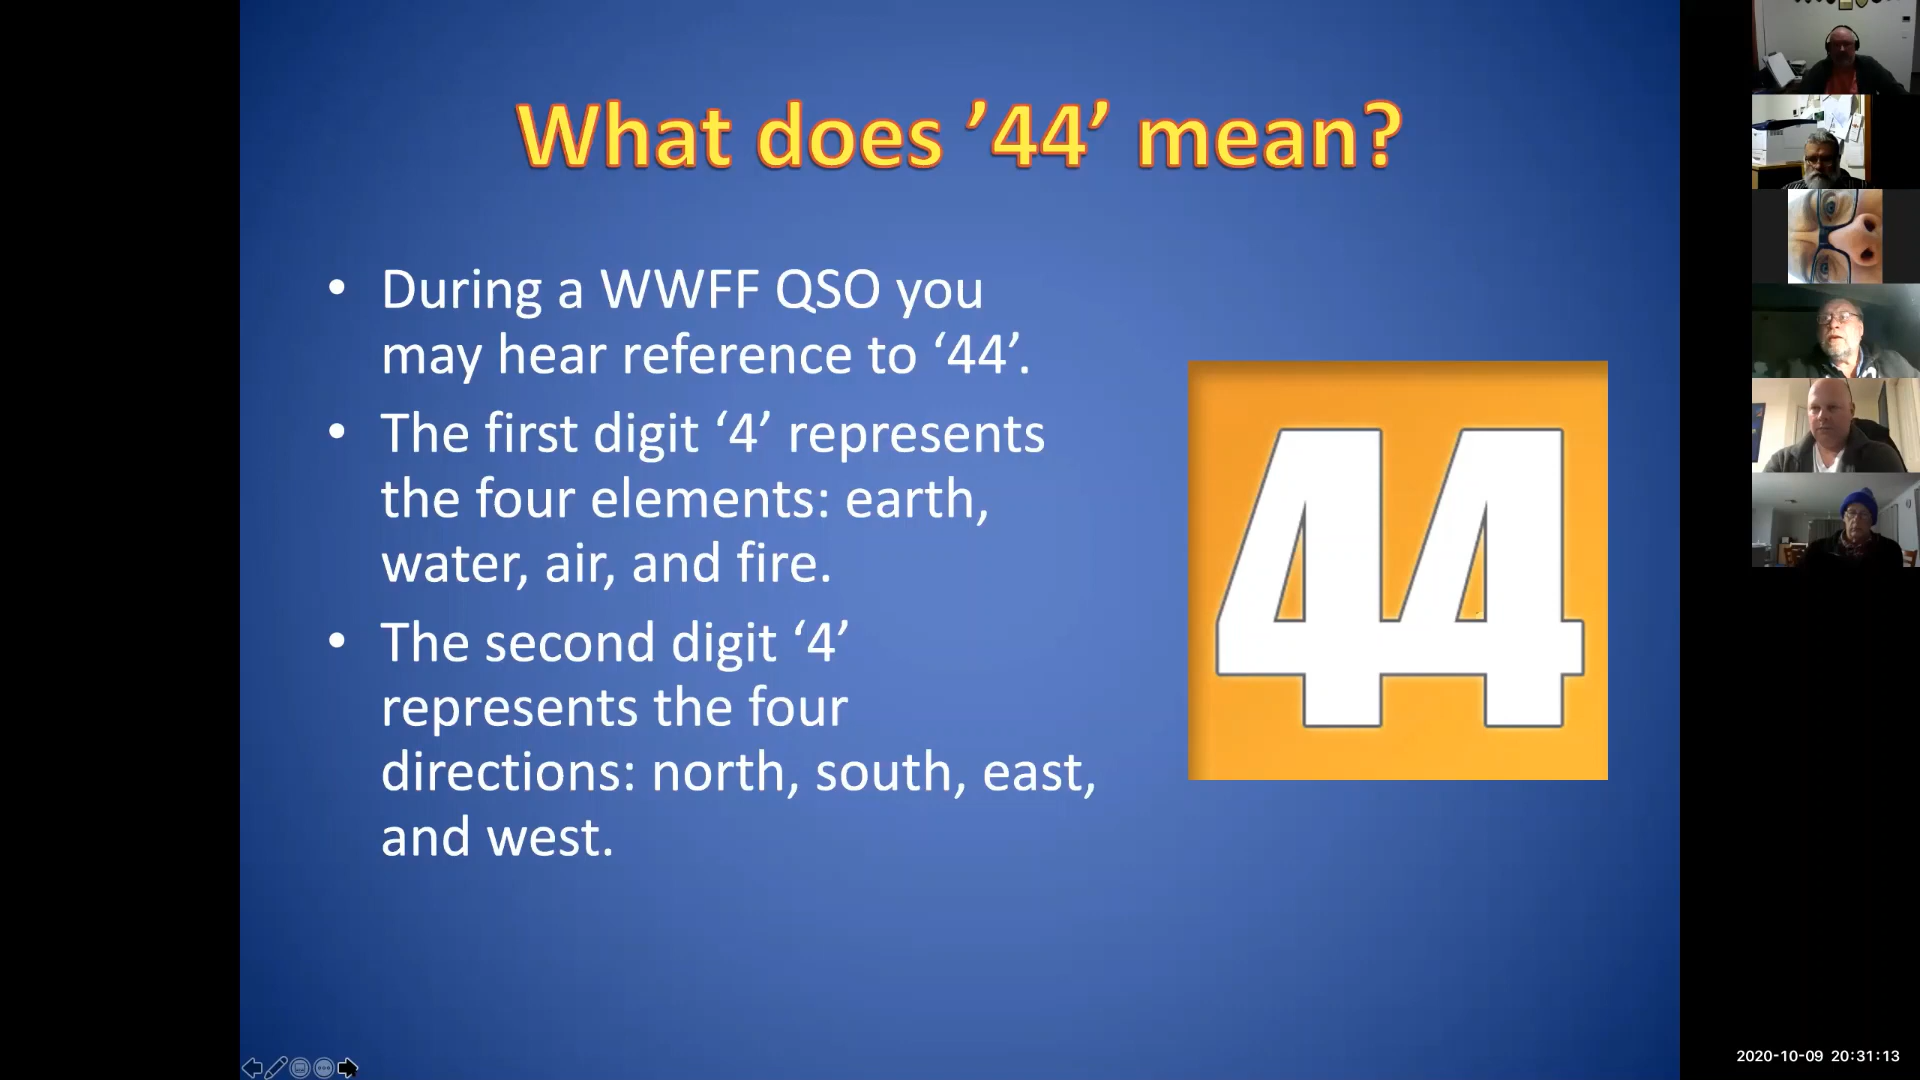 What does ’44’ mean?
• During a WWFF QSO you
may hear reference to ‘44’.
• The first digit ‘4’ represents
the four elements: earth,
water, air, and fire.
• The second digit ‘4’
represents the four
directions: north, south, east,
and west.
44
2020-10-09 20:31:13